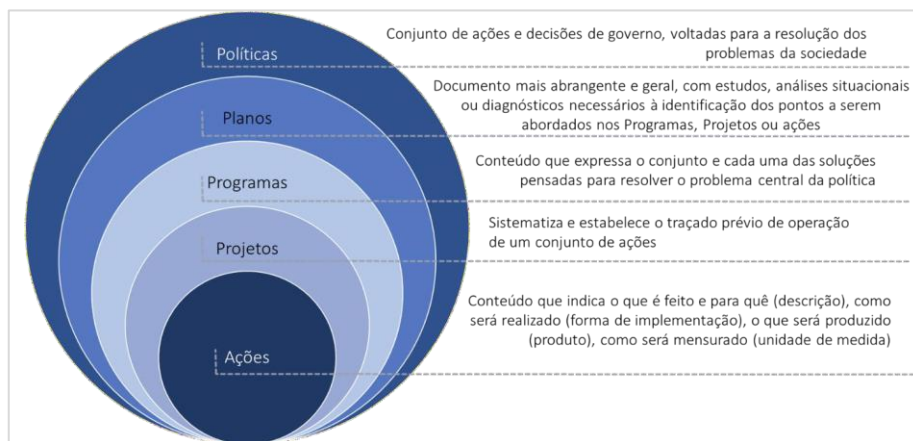 Políticas
Conjunto de ações e decisões de governo, voltadas para a resolução dos
problemas da sociedade
Planos
Documento mais abrangente e geral, com estudos, análises situacionais
ou diagnósticos necessários à identificação dos pontos a serem
abordados nos Programas, Projetos ou ações
Programas
Conteúdo que expressa o conjunto e cada uma das soluções
pensadas para resolver o problema central da política
Projetos
Sistematiza e estabelece o traçado prévio de operação
de um conjunto de ações
Ações
Conteúdo que indica o que é feito e para quê (descrição), como
será realizado (forma de implementação), o que será produzido
(produto), como será mensurado (unidade de medida)